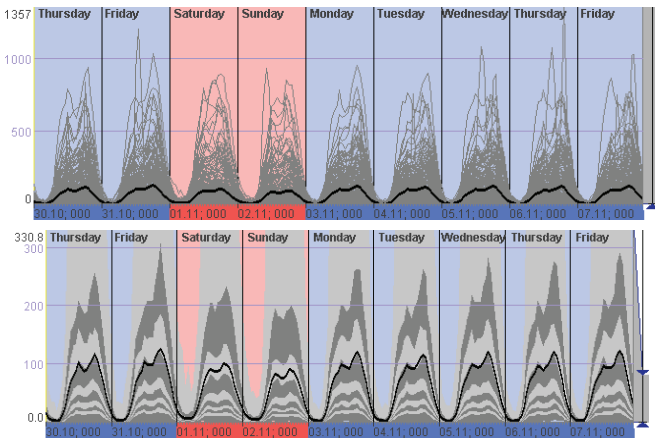 1357 Thursday Friday Saturday Sunday Monday Tuesday Wednesday Thursday Friday
1000
500
0
30.10; 000 31.10; 000 01.11; 000 02.11; 000 03.11; 000 04.11; 000 05.11; 000 06.11; 000 07.11; 000
330.8 Thursday Friday Saturday Sunday Monday Tuesday Wednesday Thursday Friday
300
200
100
0.0
30.10; 000 31.10; 000 01.11; 000 02.11; 000 03.11; 000 04.11; 000 05.11; 000 06.11; 000 07.11; 000